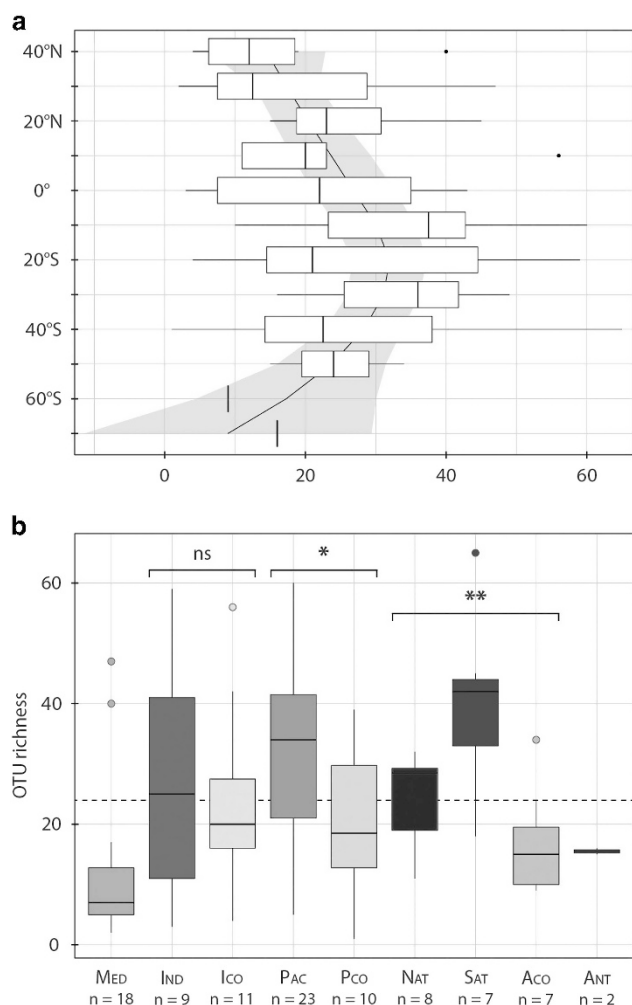 a
40°N
20°N
0°
20°S
40°S
60°S
0 20 40 60
b
ns * **
60
40
20
0
OTU richness
MED IND ICO PAC PCO NAT SAT ACO ANT
n = 18 n = 9 n = 11 n = 23 n = 10 n = 8 n = 7 n = 7 n = 2